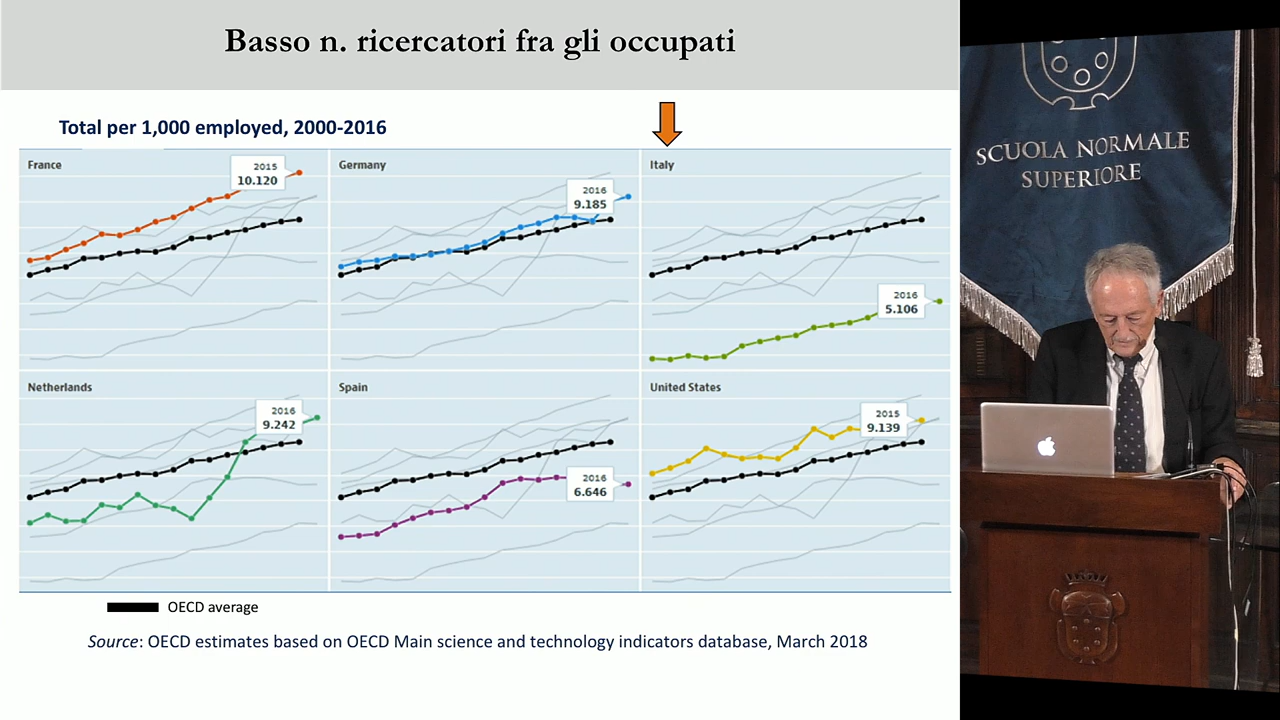 Basso n. ricercatori fra gli occupati
Total per 1,000 employed, 2000-2016
France
2015
10.120
Germany
2016
9.185
Italy
2016
5.106
Netherlands
2016
9.242
Spain
2016
6.646
United States
2015
9.139
OECD average
Source: OECD estimates based on OECD Main science and technology indicators database, March 2018
SCUOLA NORMALE
SUPERIORE